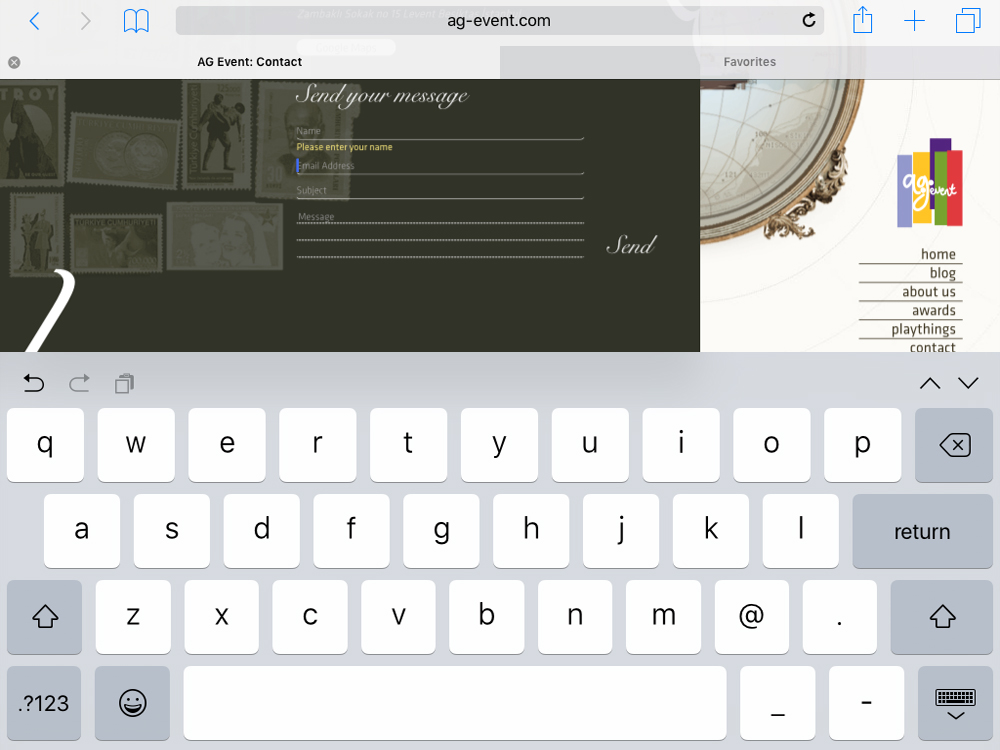 ag-event.com
AG Event: Contact
Favorites
TROY
Send your message
Name
Please enter your name
Email Address
Subject
Message
Send
ag event
home
blog
about us
awards
playthings
contact
q w e r t y u i o p
a s d f g h j k l return
z x c v b n m @ .
.?123 _ -